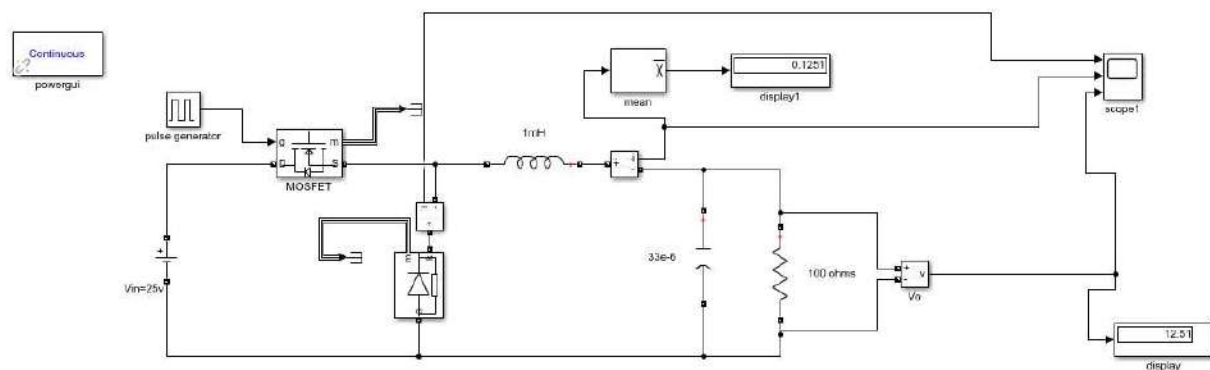 Continuous
powergui
pulse generator
g
m
D
S
MOSFET
1mH
mean
0.1251
display1
scope1
Vin=25v
33e-6
100 ohms
v
Vo
12.51
display